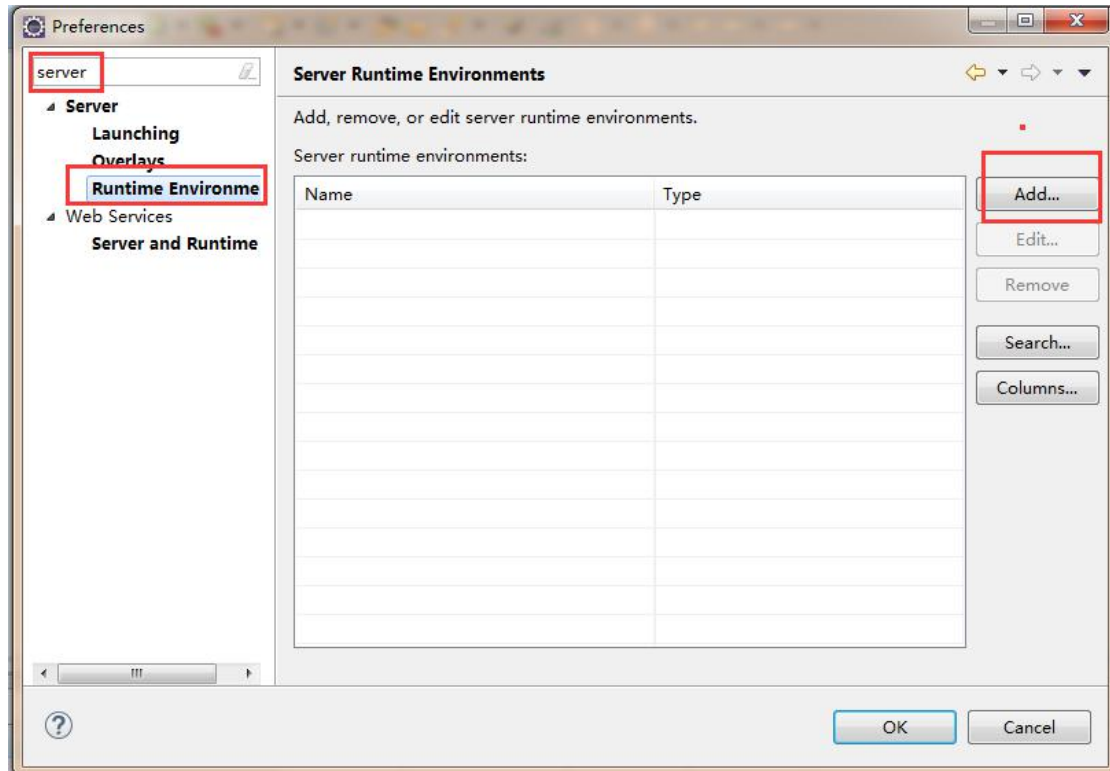 Preferences
server
Server
Launching
Overlays
Runtime Environme
Web Services
Server and Runtime
Server Runtime Environments
Add, remove, or edit server runtime environments.
Server runtime environments:
Name Type
Add...
Edit...
Remove
Search...
Columns...
OK Cancel